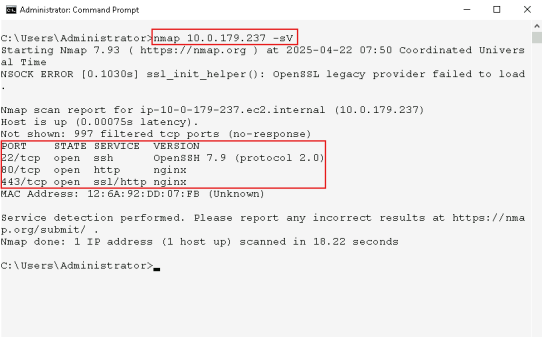 Administrator: Command Prompt
C:\Users\Administrator>nmap 10.0.179.237 -sV
Starting Nmap 7.93 ( https://nmap.org ) at 2025-04-22 07:50 Coordinated Univers
al Time
NSOCK ERROR [0.1030s] ssl_init_helper(): OpenSSL legacy provider failed to load
.
Nmap scan report for ip-10-0-179-237.ec2.internal (10.0.179.237)
Host is up (0.00075s latency).
Not shown: 997 filtered tcp ports (no-response)
PORT    STATE SERVICE  VERSION
22/tcp  open  ssh      OpenSSH 7.9 (protocol 2.0)
80/tcp  open  http     nginx
443/tcp open  ssl/http nginx
MAC Address: 12:6A:92:DD:07:FB (Unknown)
Service detection performed. Please report any incorrect results at https://nma
p.org/submit/ .
Nmap done: 1 IP address (1 host up) scanned in 18.22 seconds
C:\Users\Administrator>